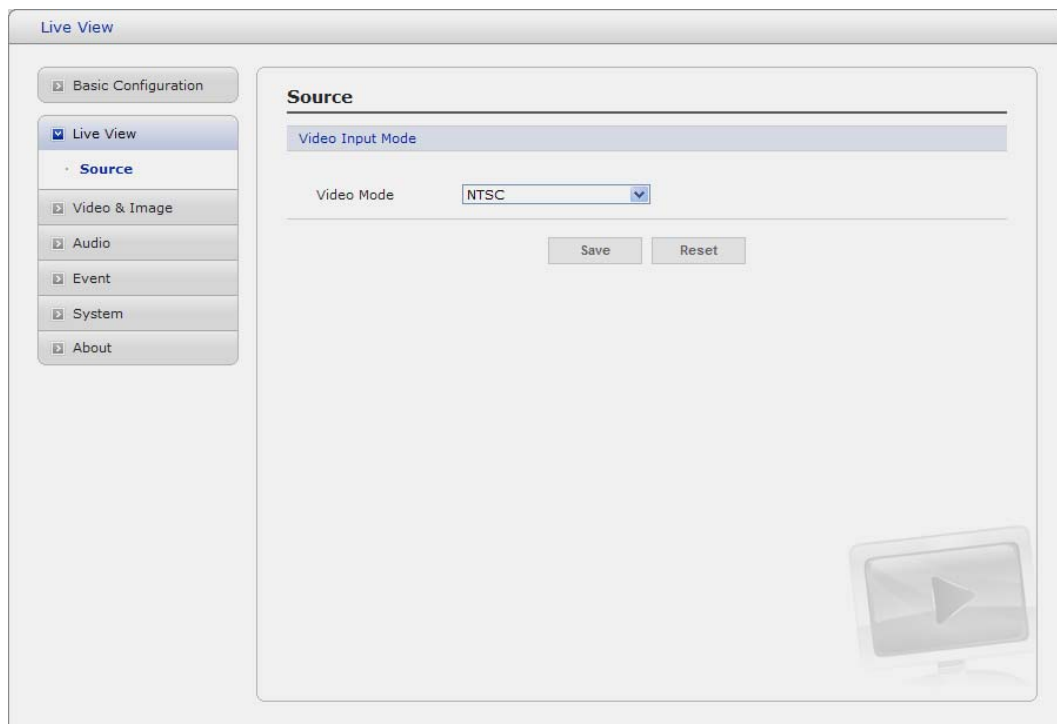 Live View
Basic Configuration
Live View
· Source
Video & Image
Audio
Event
System
About
Source
Video Input Mode
Video Mode NTSC
Save Reset